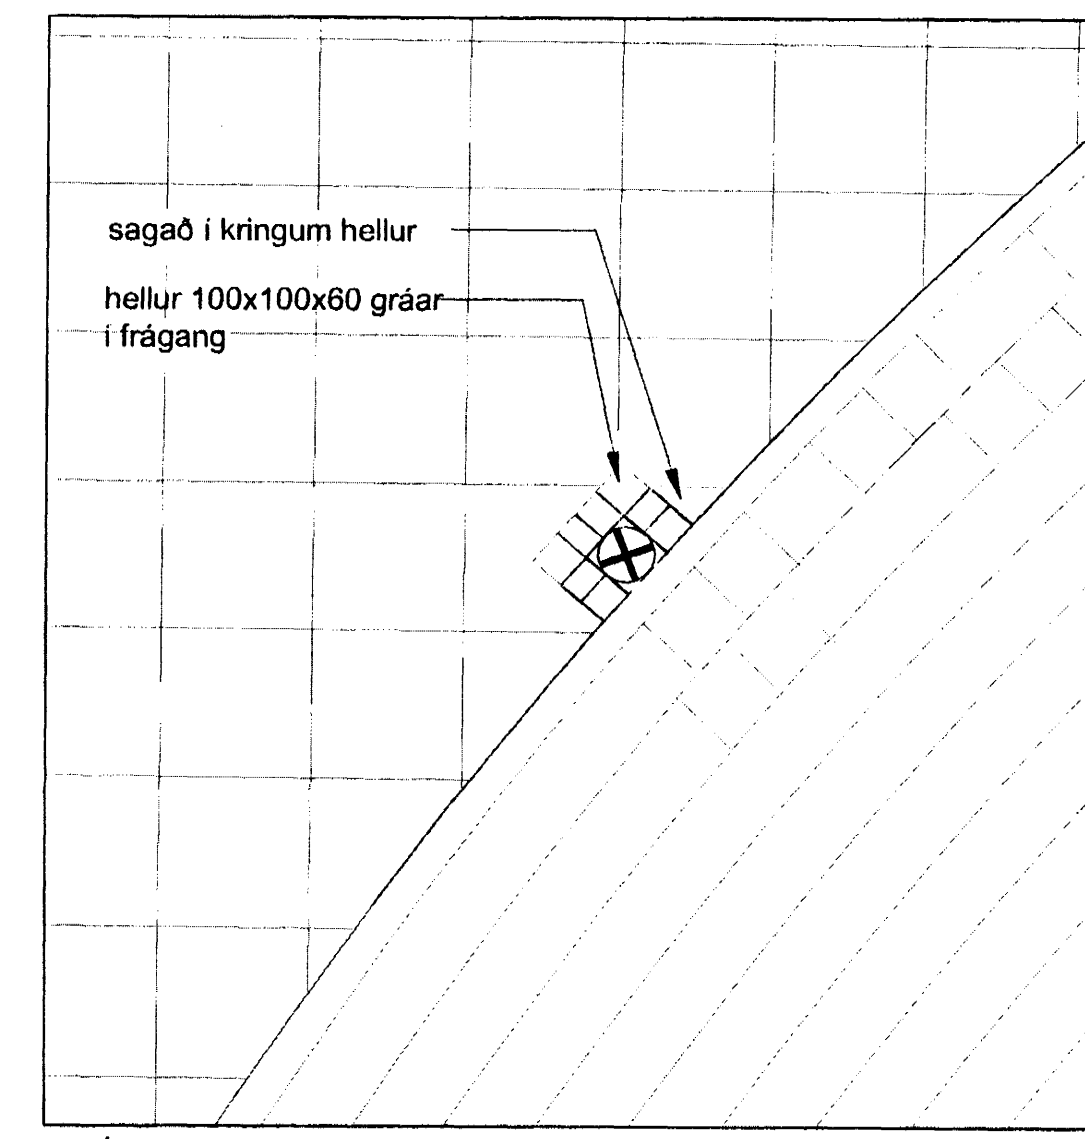 sagað í kringum hellur
hellur 100x100x60 gráar
í frágang